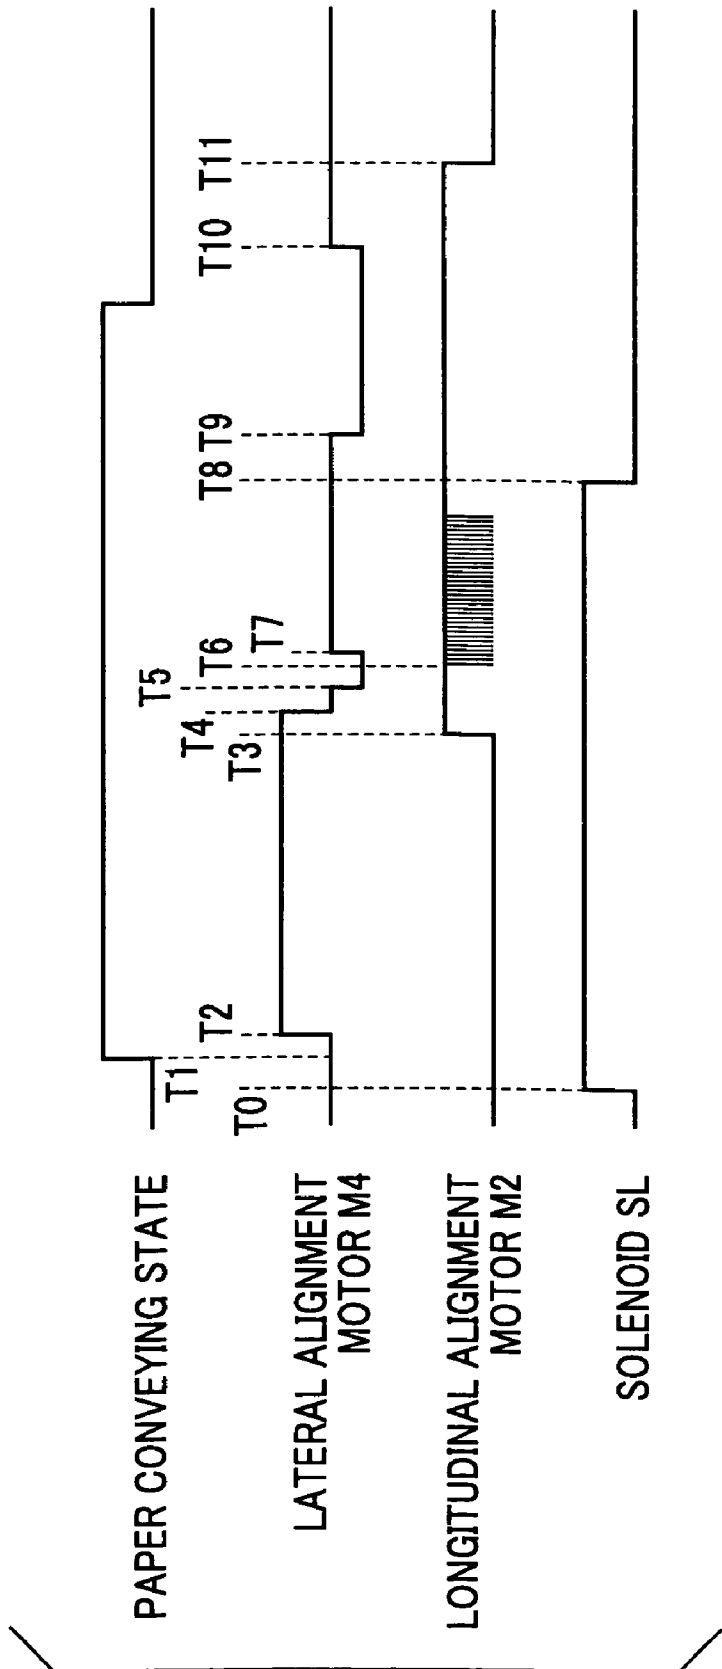 PAPER CONVEYING STATE
LATERAL ALIGNMENT
MOTOR M4
LONGITUDINAL ALIGNMENT
MOTOR M2
SOLENOID SL
T0
T1
T2
T3
T4
T5
T6
T7
T8
T9
T10
T11